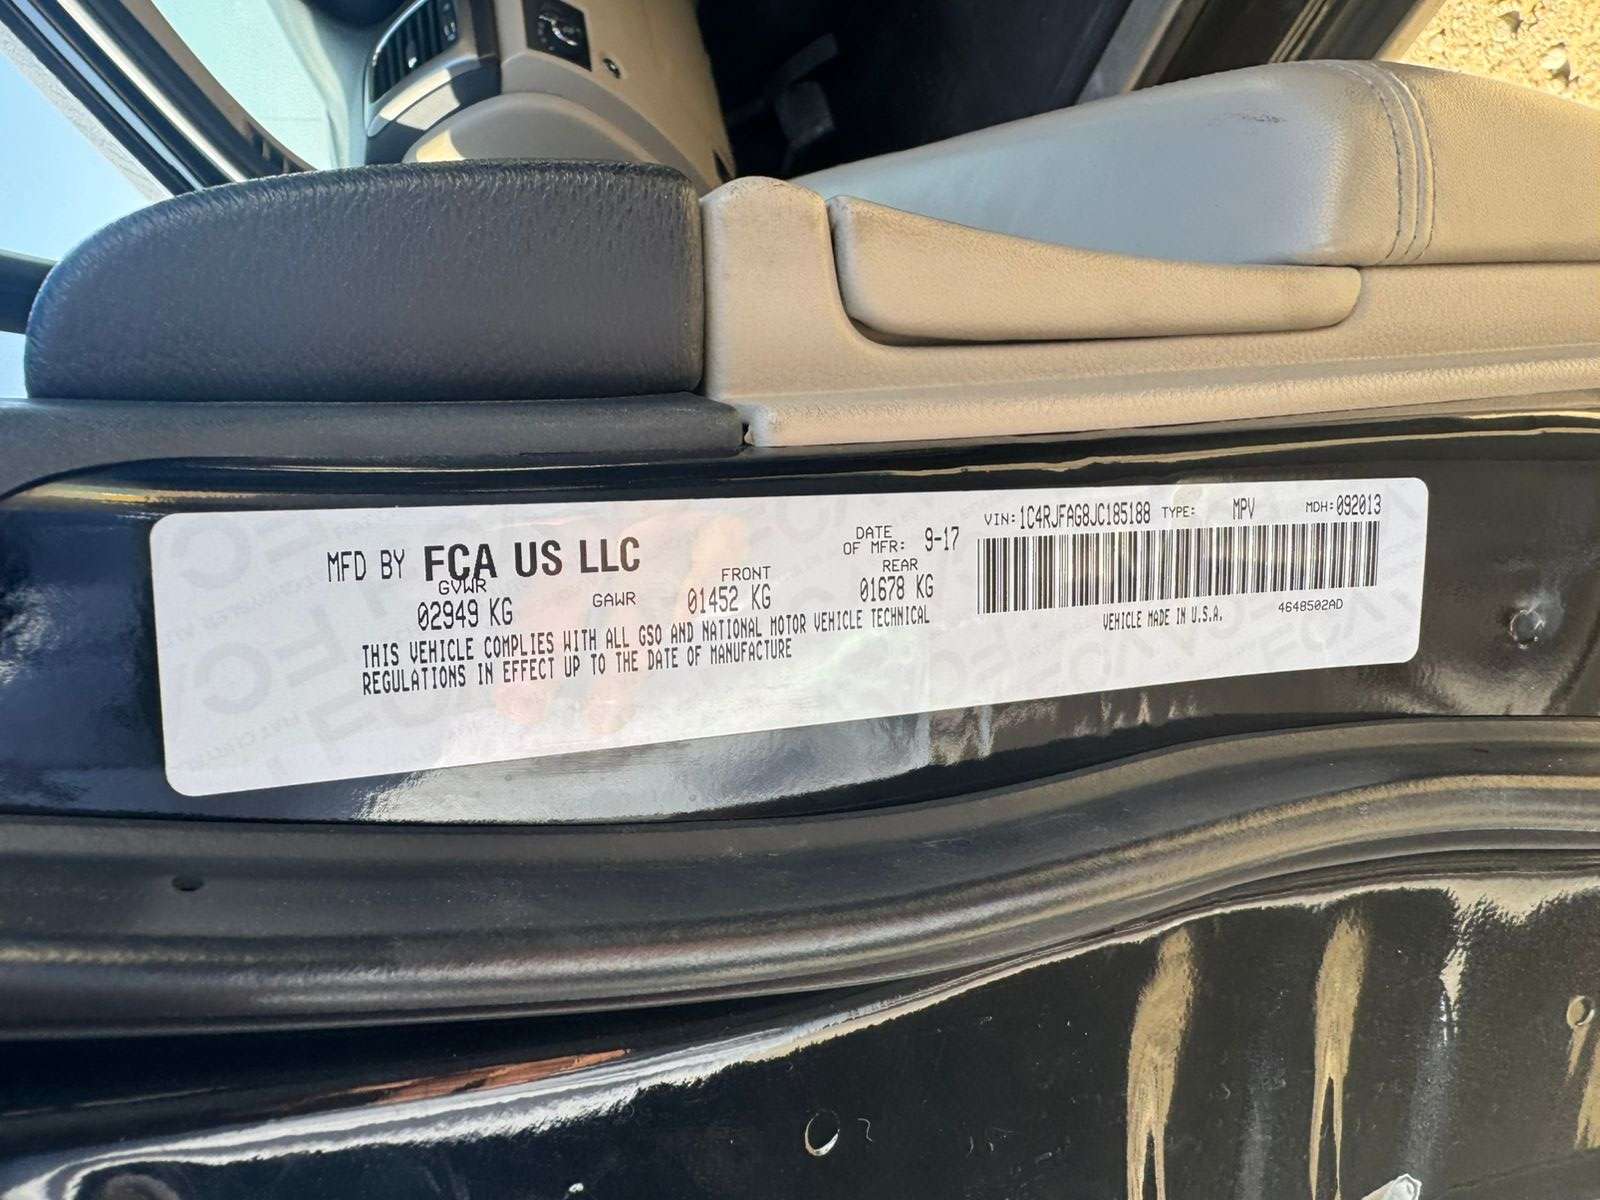 MFD BY FCA US LLC
DATE OF MFR: 9-17
GVWR
02949 KG
GAWR
FRONT
01452 KG
REAR
01678 KG
THIS VEHICLE COMPLIES WITH ALL GSO AND NATIONAL MOTOR VEHICLE TECHNICAL
REGULATIONS IN EFFECT UP TO THE DATE OF MANUFACTURE
VIN: 1C4RJFAG8JC185188 TYPE: MPV MDH: 092013
VEHICLE MADE IN U.S.A.
4648502AD